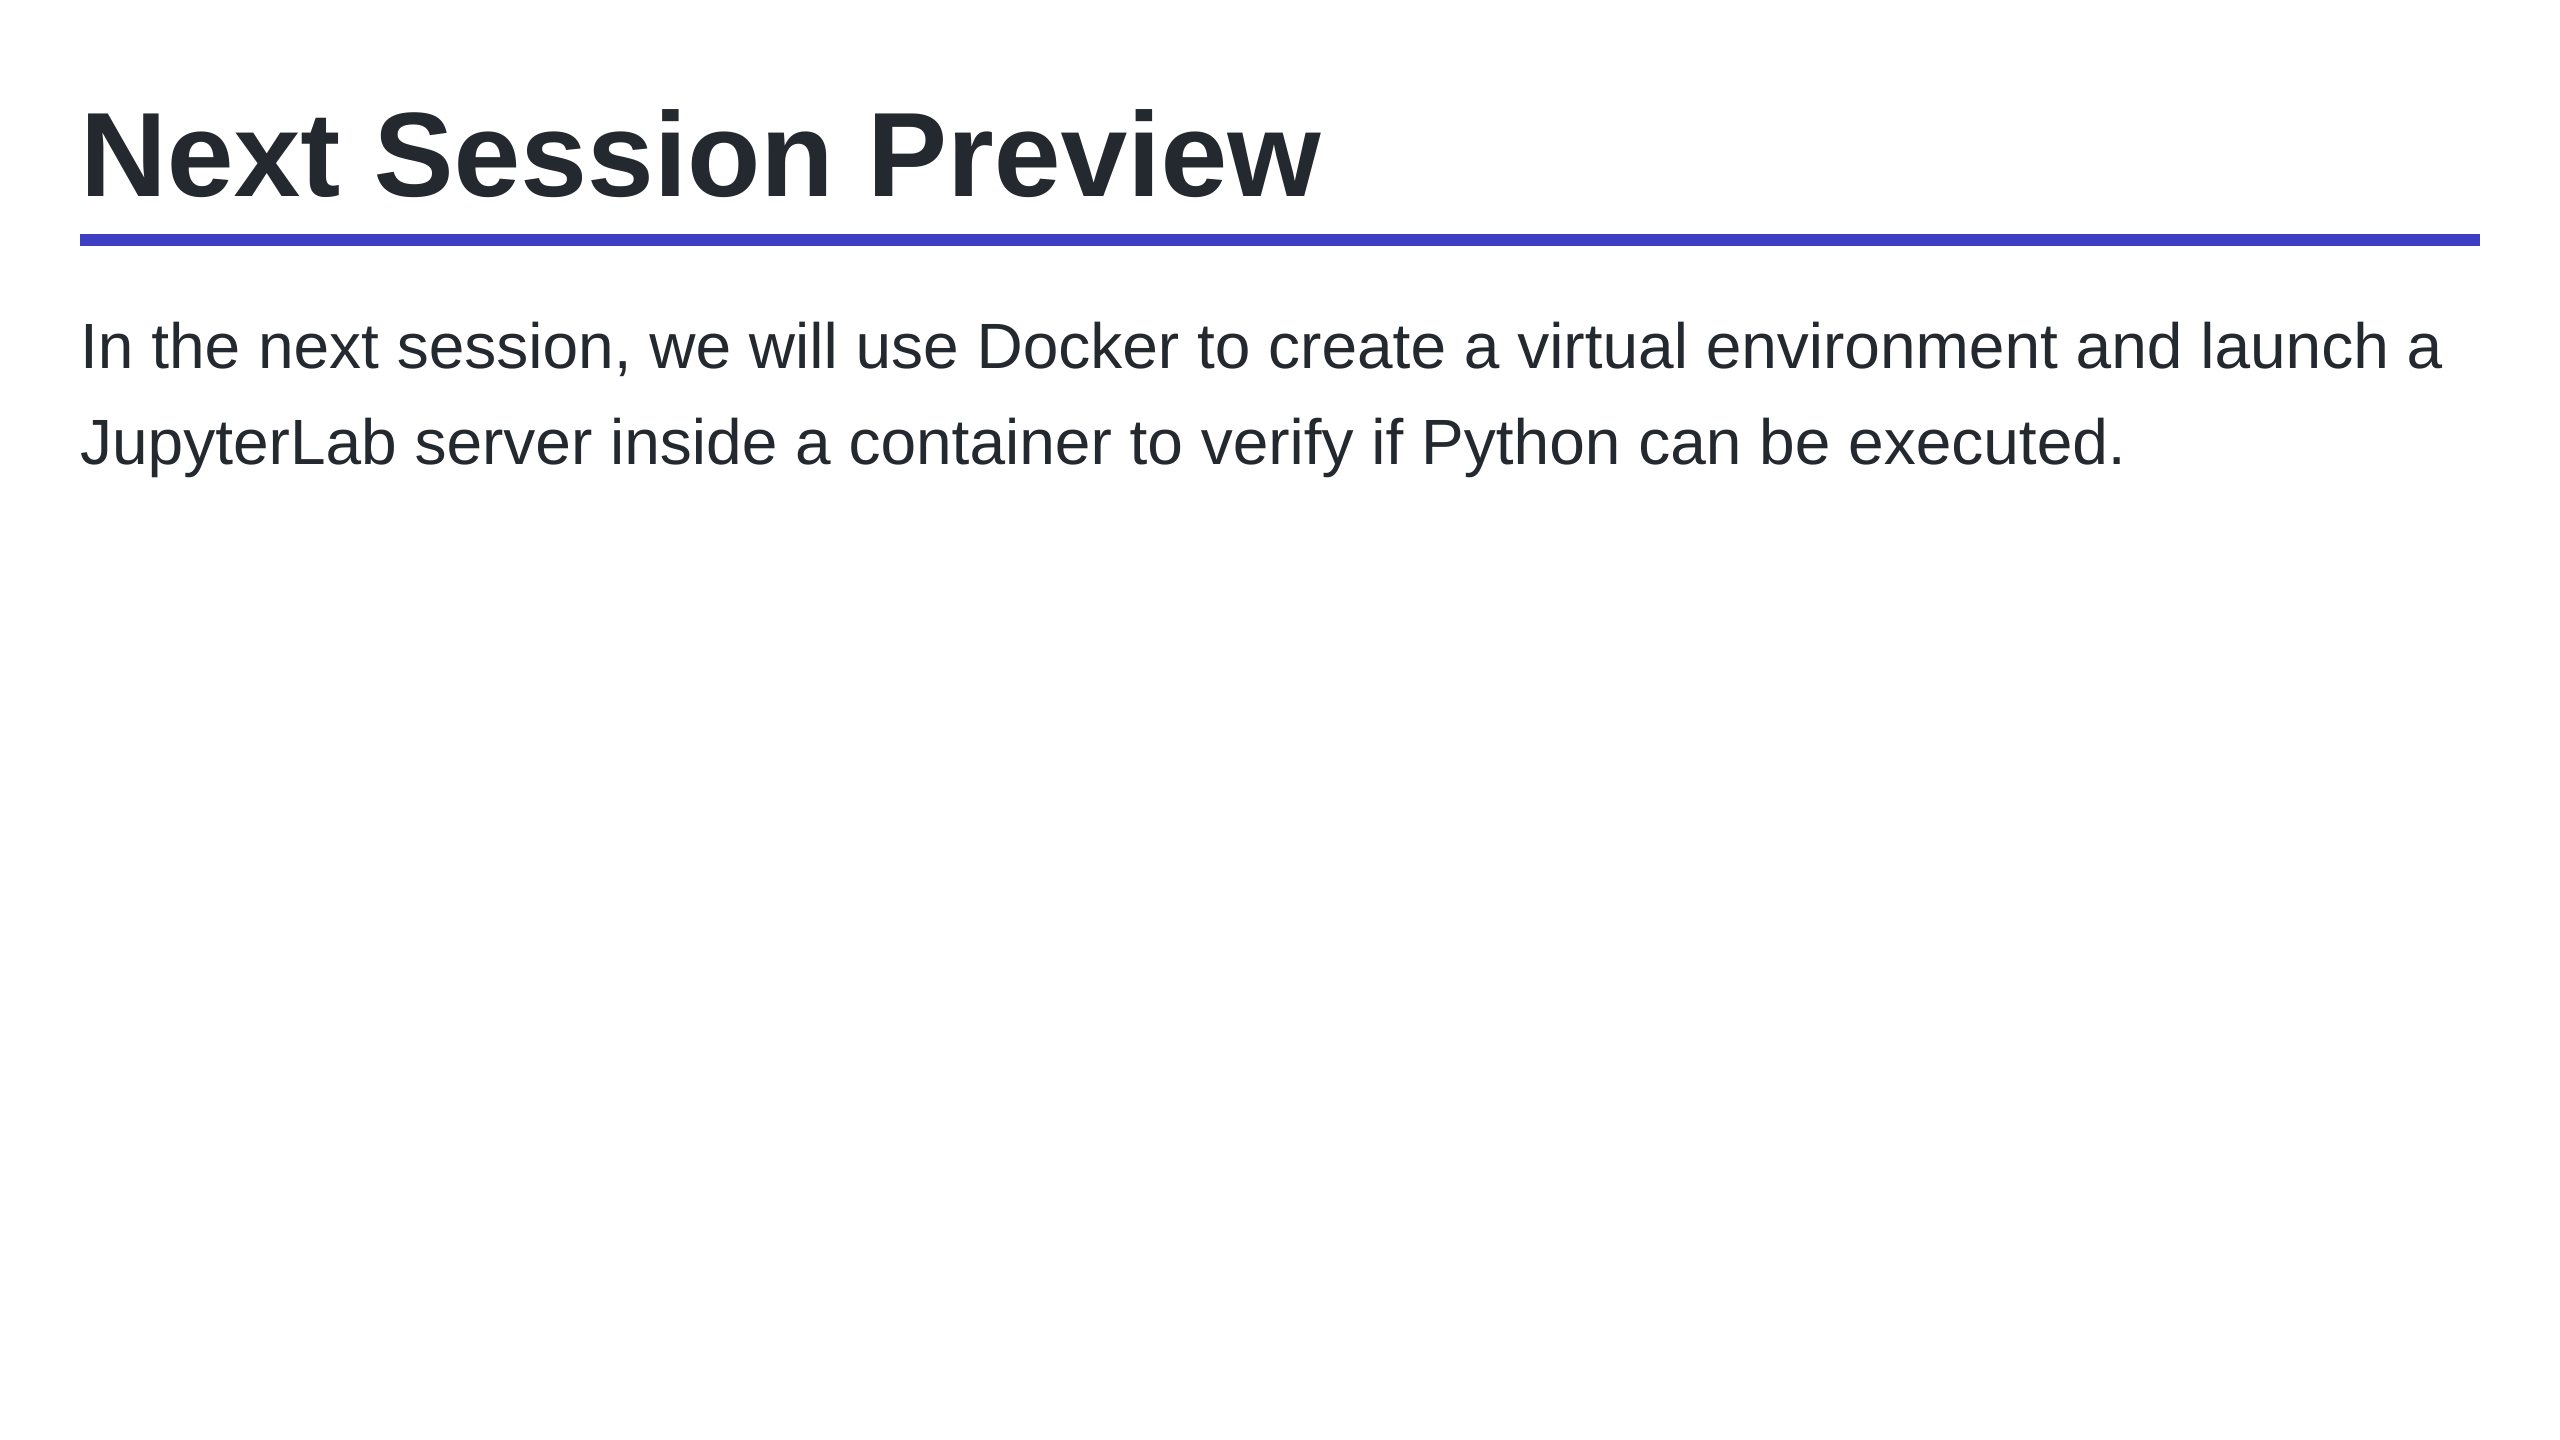 Next Session Preview
In the next session, we will use Docker to create a virtual environment and launch a
JupyterLab server inside a container to verify if Python can be executed.